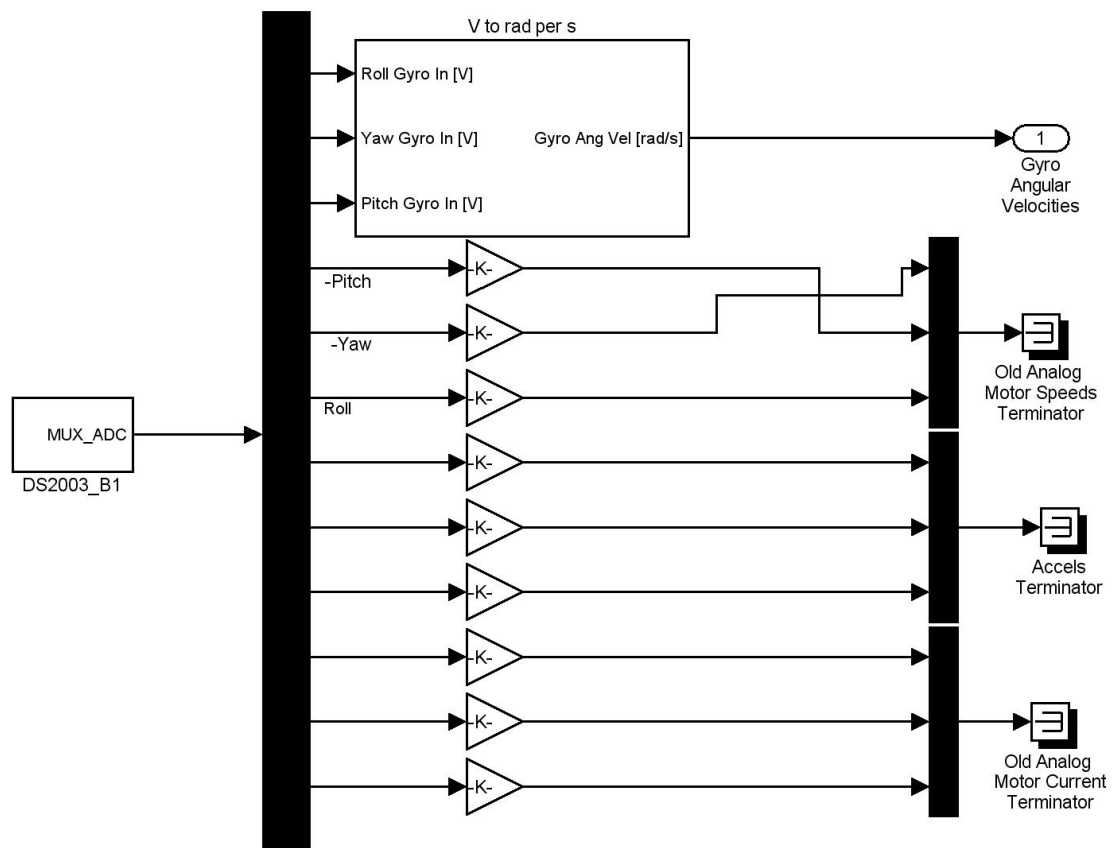 V to rad per s
Roll Gyro In [V]
Yaw Gyro In [V]
Gyro Ang Vel [rad/s]
Pitch Gyro In [V]
1
Gyro
Angular
Velocities
-Pitch
-K-
-Yaw
-K-
Roll
-K-
Old Analog
Motor Speeds
Terminator
MUX_ADC
DS2003_B1
-K-
-K-
-K-
Accels
Terminator
-K-
-K-
-K-
Old Analog
Motor Current
Terminator